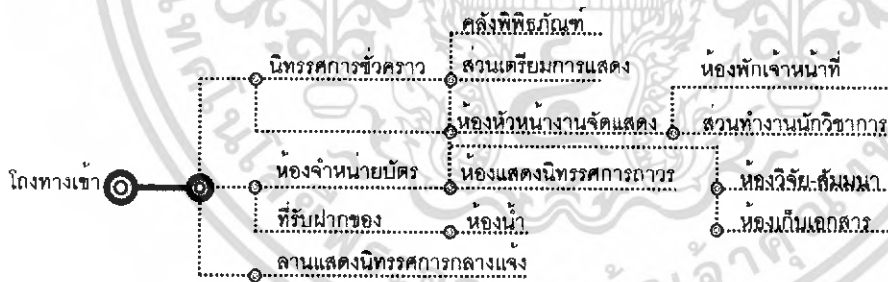 คลังพิพิธภัณฑ์
นิทรรศการชั่วคราว ส่วนเตรียมการแสดง ห้องพักเจ้าหน้าที่
ห้องหัวหน้างานจัดแสดง ส่วนทำงานนักวิชาการ
โถงทางเข้า ห้องจำหน่ายบัตร ห้องแสดงนิทรรศการถาวร ห้องวิจัย-สัมมนา
ที่รับฝากของ ห้องน้ำ ห้องเก็บเอกสาร
ลานแสดงนิทรรศการกลางแจ้ง